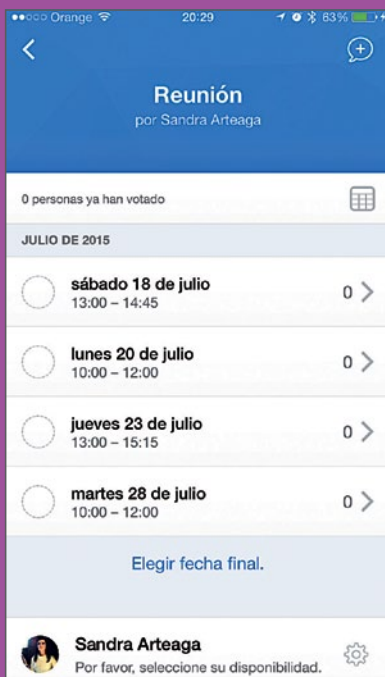 Orange 20:29 83%
Reunión
por Sandra Arteaga
0 personas ya han votado
JULIO DE 2015
sábado 18 de julio
13:00 – 14:45
0
lunes 20 de julio
10:00 – 12:00
0
jueves 23 de julio
13:00 – 15:15
0
martes 28 de julio
10:00 – 12:00
0
Elegir fecha final.
Sandra Arteaga
Por favor, seleccione su disponibilidad.